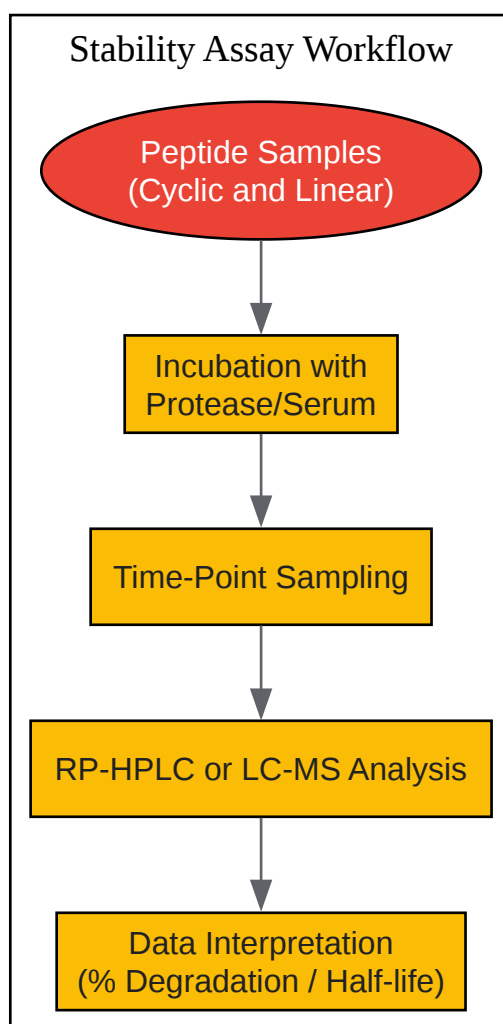 Stability Assay Workflow
Peptide Samples
(Cyclic and Linear)
Incubation with
Protease/Serum
Time-Point Sampling
RP-HPLC or LC-MS Analysis
Data Interpretation
(% Degradation / Half-life)